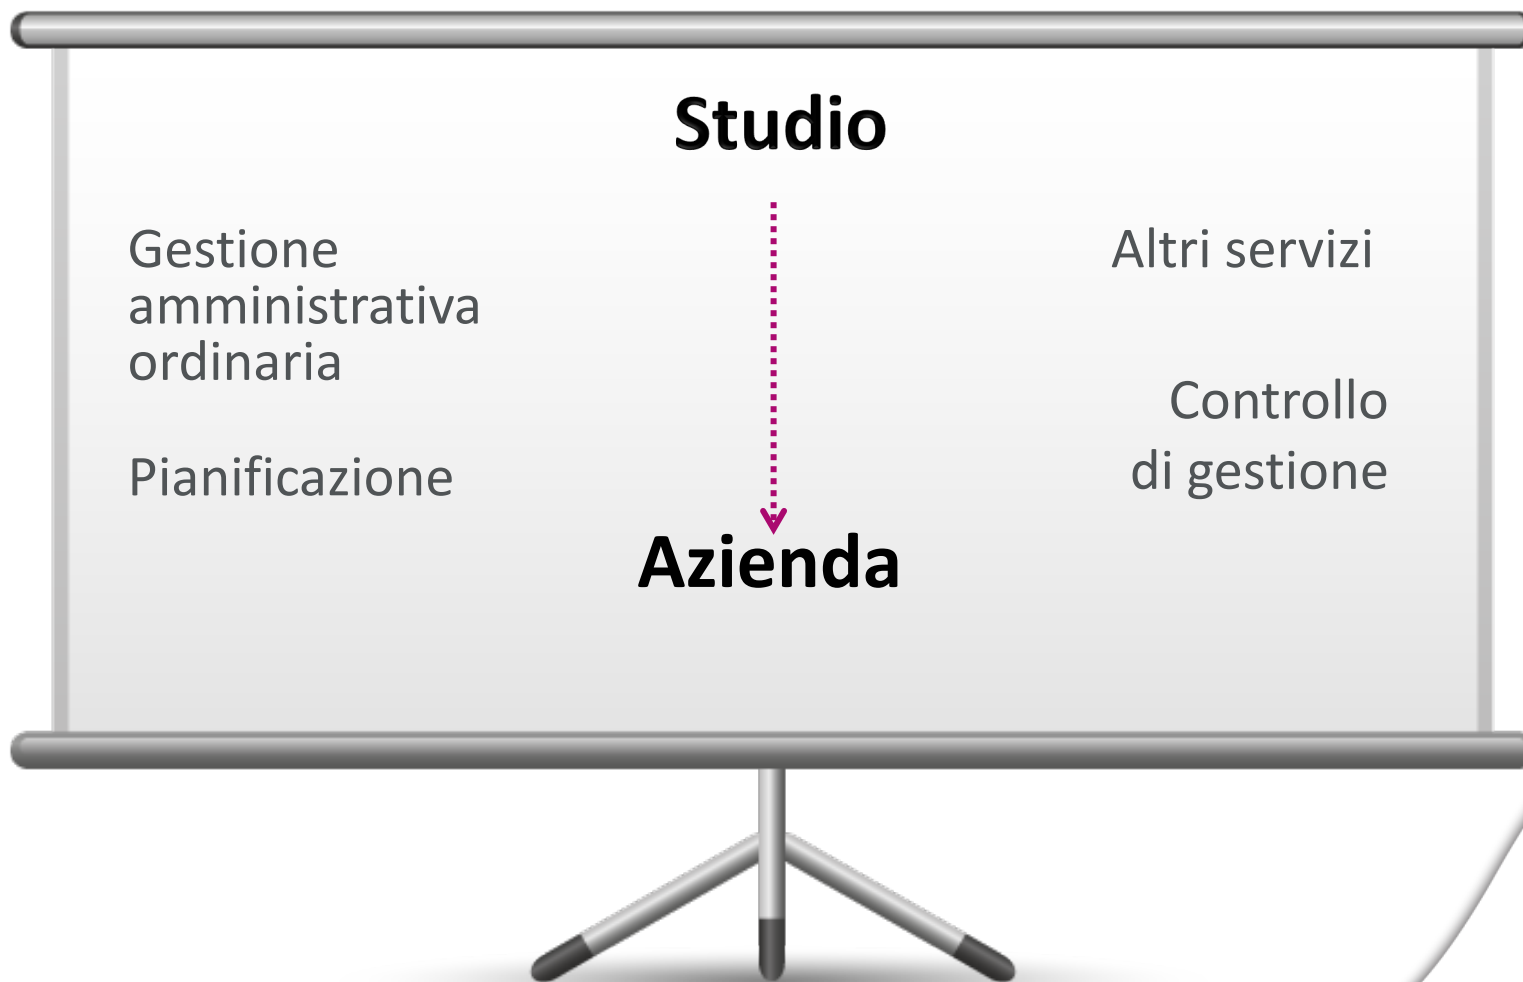 Studio
Gestione
amministrativa
ordinaria
Pianificazione
Altri servizi
Controllo
di gestione
Azienda